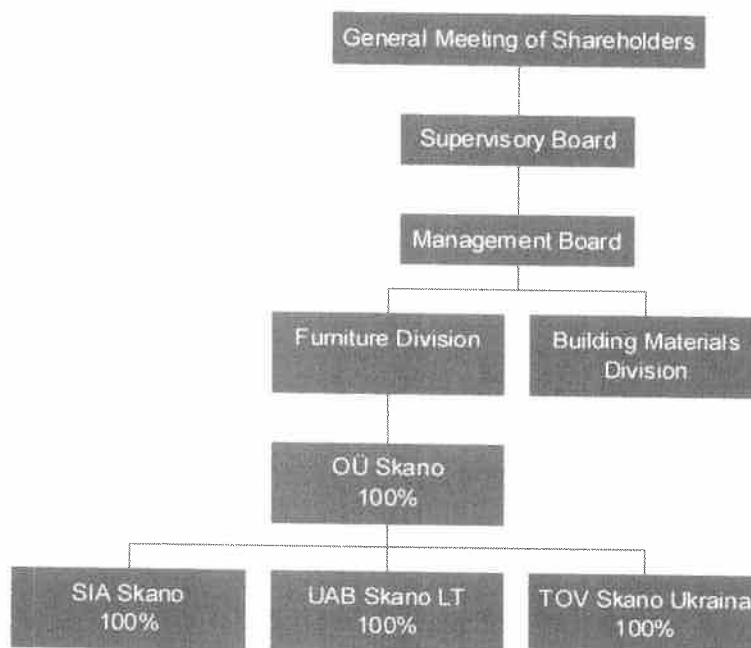 General Meeting of Shareholders
Supervisory Board
Management Board
Furniture Division
Building Materials
Division
OÜ Skano
100%
SIA Skano
100%
UAB Skano LT
100%
TOV Skano Ukraina
100%